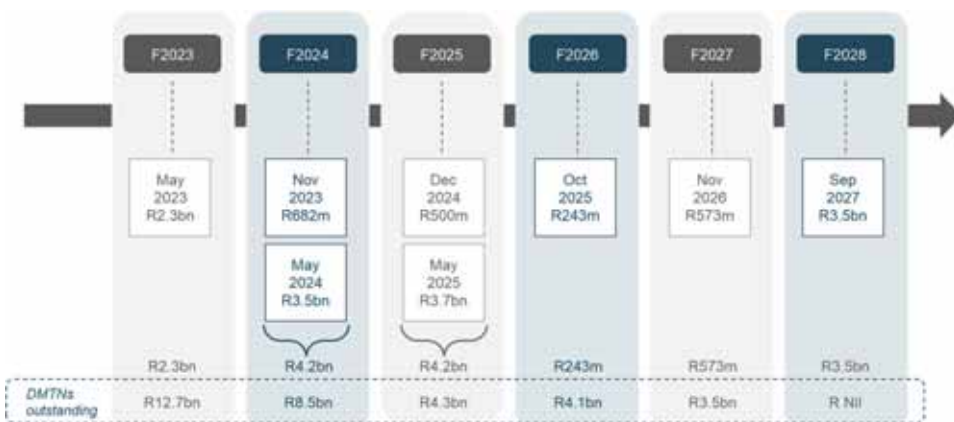 F2023
F2024
F2025
F2026
F2027
F2028
May
2023
R2.3bn
Nov
2023
R682m
Dec
2024
R500m
Oct
2025
R243m
Nov
2026
R573m
Sep
2027
R3.5bn
May
2024
R3.5bn
May
2025
R3.7bn
R2.3bn
R4.2bn
R4.2bn
R243m
R573m
R3.5bn
DMTNs
outstanding
R12.7bn
R8.5bn
R4.3bn
R4.1bn
R3.5bn
R Nil